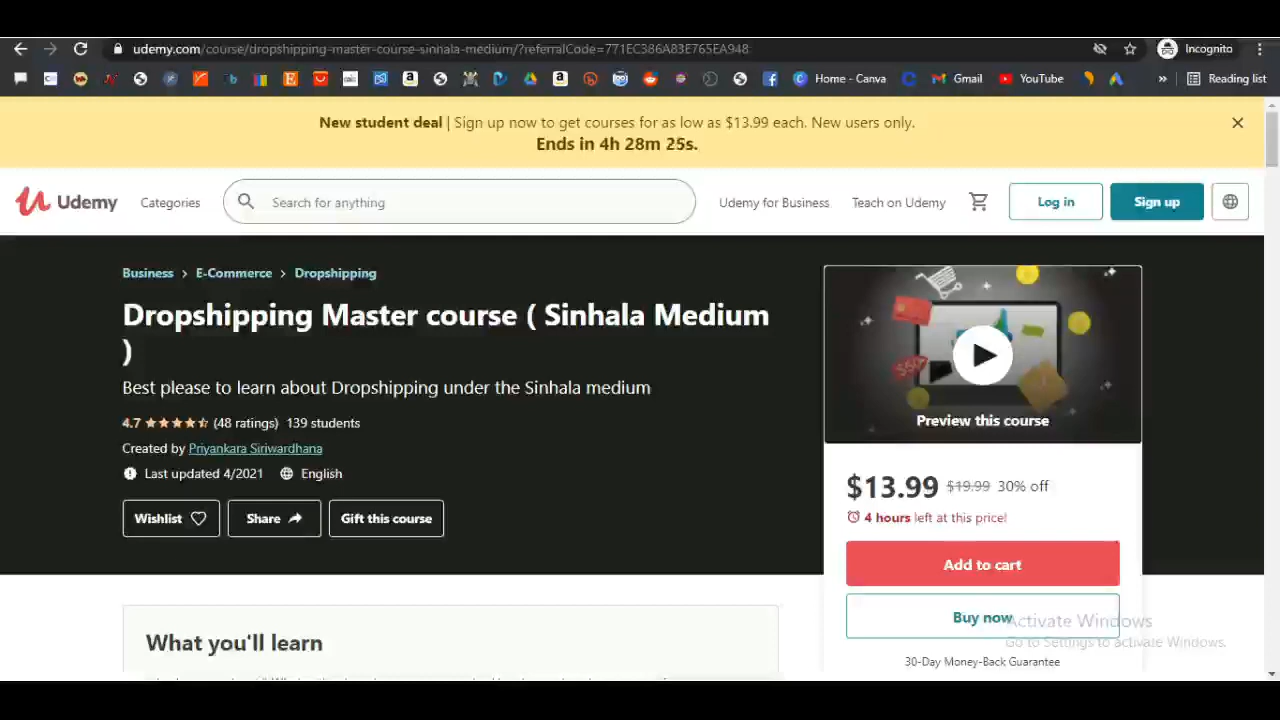 udemy.com/course/dropshipping-master-course-sinhala-medium/?referralCode=771EC386A83E765EA948
Incognito
Home - Canva
Gmail
YouTube
»
Reading list
New student deal | Sign up now to get courses for as low as $13.99 each. New users only.
Ends in 4h 28m 25s.
Udemy
Categories
Search for anything
Udemy for Business
Teach on Udemy
Log in
Sign up
Business > E-Commerce > Dropshipping
Dropshipping Master course ( Sinhala Medium
)
Best please to learn about Dropshipping under the Sinhala medium
4.7 (48 ratings) 139 students
Created by Priyankara Siriwardhana
Last updated 4/2021 English
Wishlist
Share
Gift this course
Preview this course
$13.99 $19.99 30% off
4 hours left at this price!
Add to cart
Buy now
Activate Windows
Go to Settings to activate Windows.
30-Day Money-Back Guarantee
What you'll learn